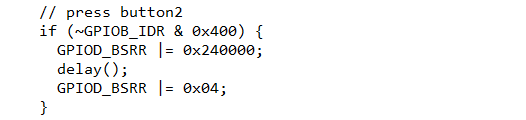 // press button2
if (~GPIOB_IDR & 0x400) {
GPIOD_BSRR |= 0x240000;
delay();
GPIOD_BSRR |= 0x04;
}